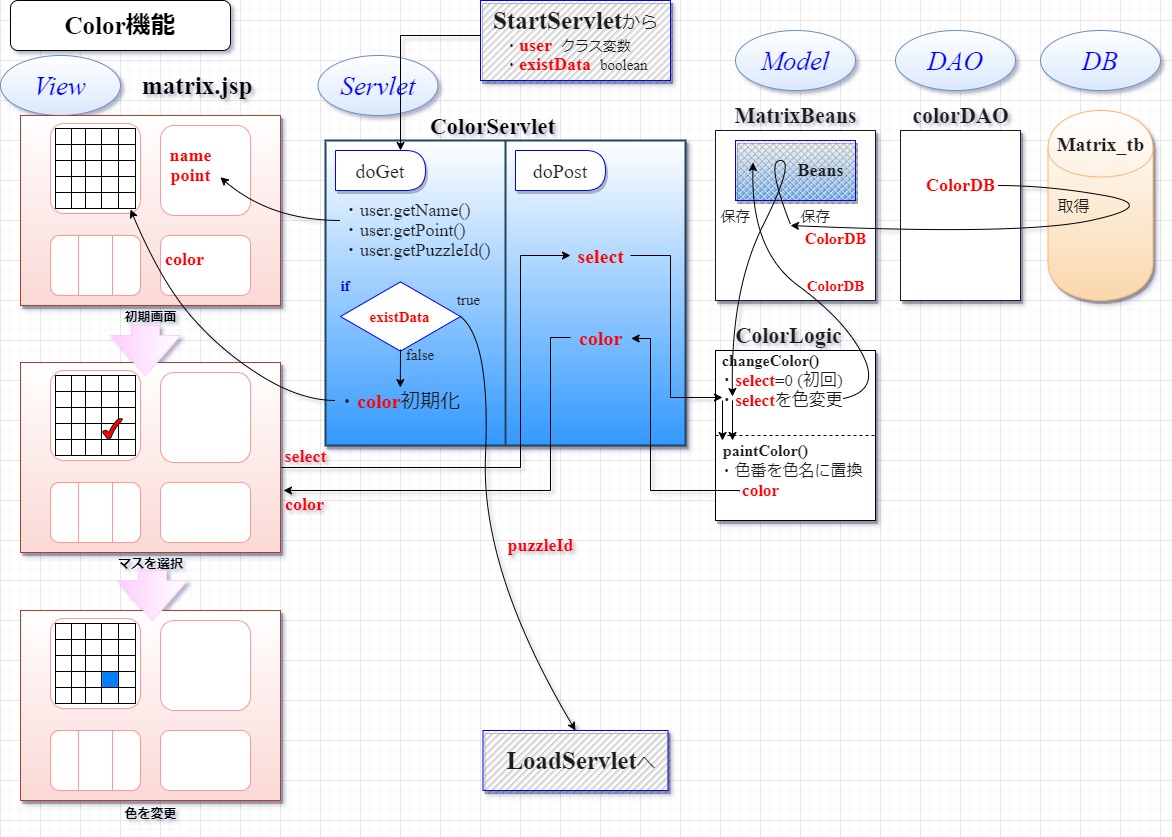 Color機能
StartServletから
・user クラス変数
・existData boolean
View
matrix.jsp
Servlet
Model
DAO
DB
ColorServlet
MatrixBeans
colorDAO
Matrix_tb
name
point
color
初期画面
doGet
・user.getName()
・user.getPoint()
・user.getPuzzleId()
if
existData
true
false
・color初期化
doPost
select
color
Beans
保存
保存
ColorDB
ColorDB
ColorDB
取得
ColorLogic
changeColor()
・select=0 (初回)
・selectを色変更
paintColor()
・色番を色名に置換
color
select
color
マスを選択
puzzleId
色を変更
LoadServletへ